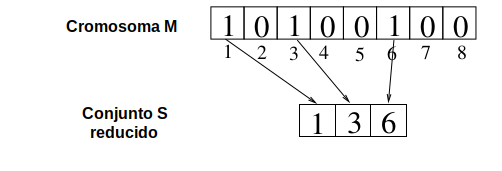 Cromosoma M
1 0 1 0 0 1 0 0
1 2 3 4 5 6 7 8
Conjunto S
reducido
1 3 6